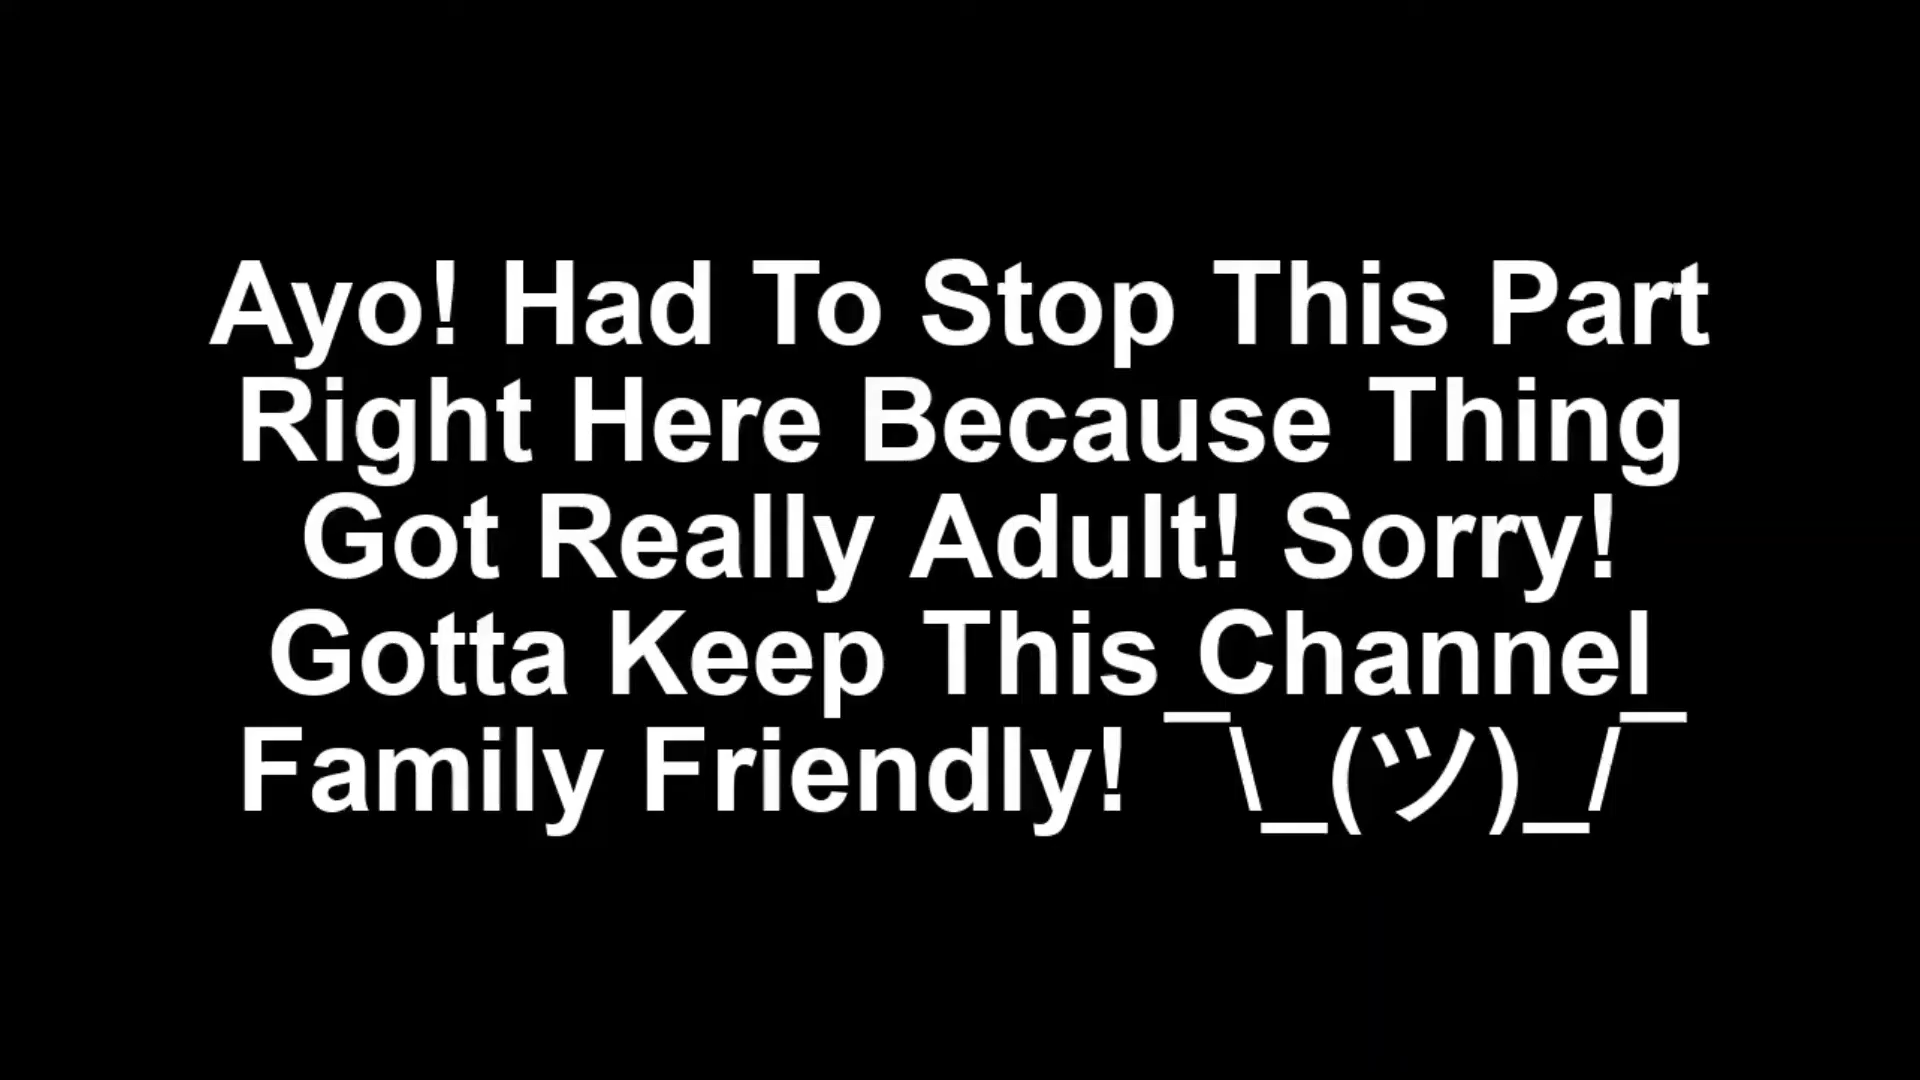 Ayo! Had To Stop This Part
Right Here Because Thing
Got Really Adult! Sorry!
Gotta Keep This Channel
Family Friendly! ¯\_(ツ)_/¯